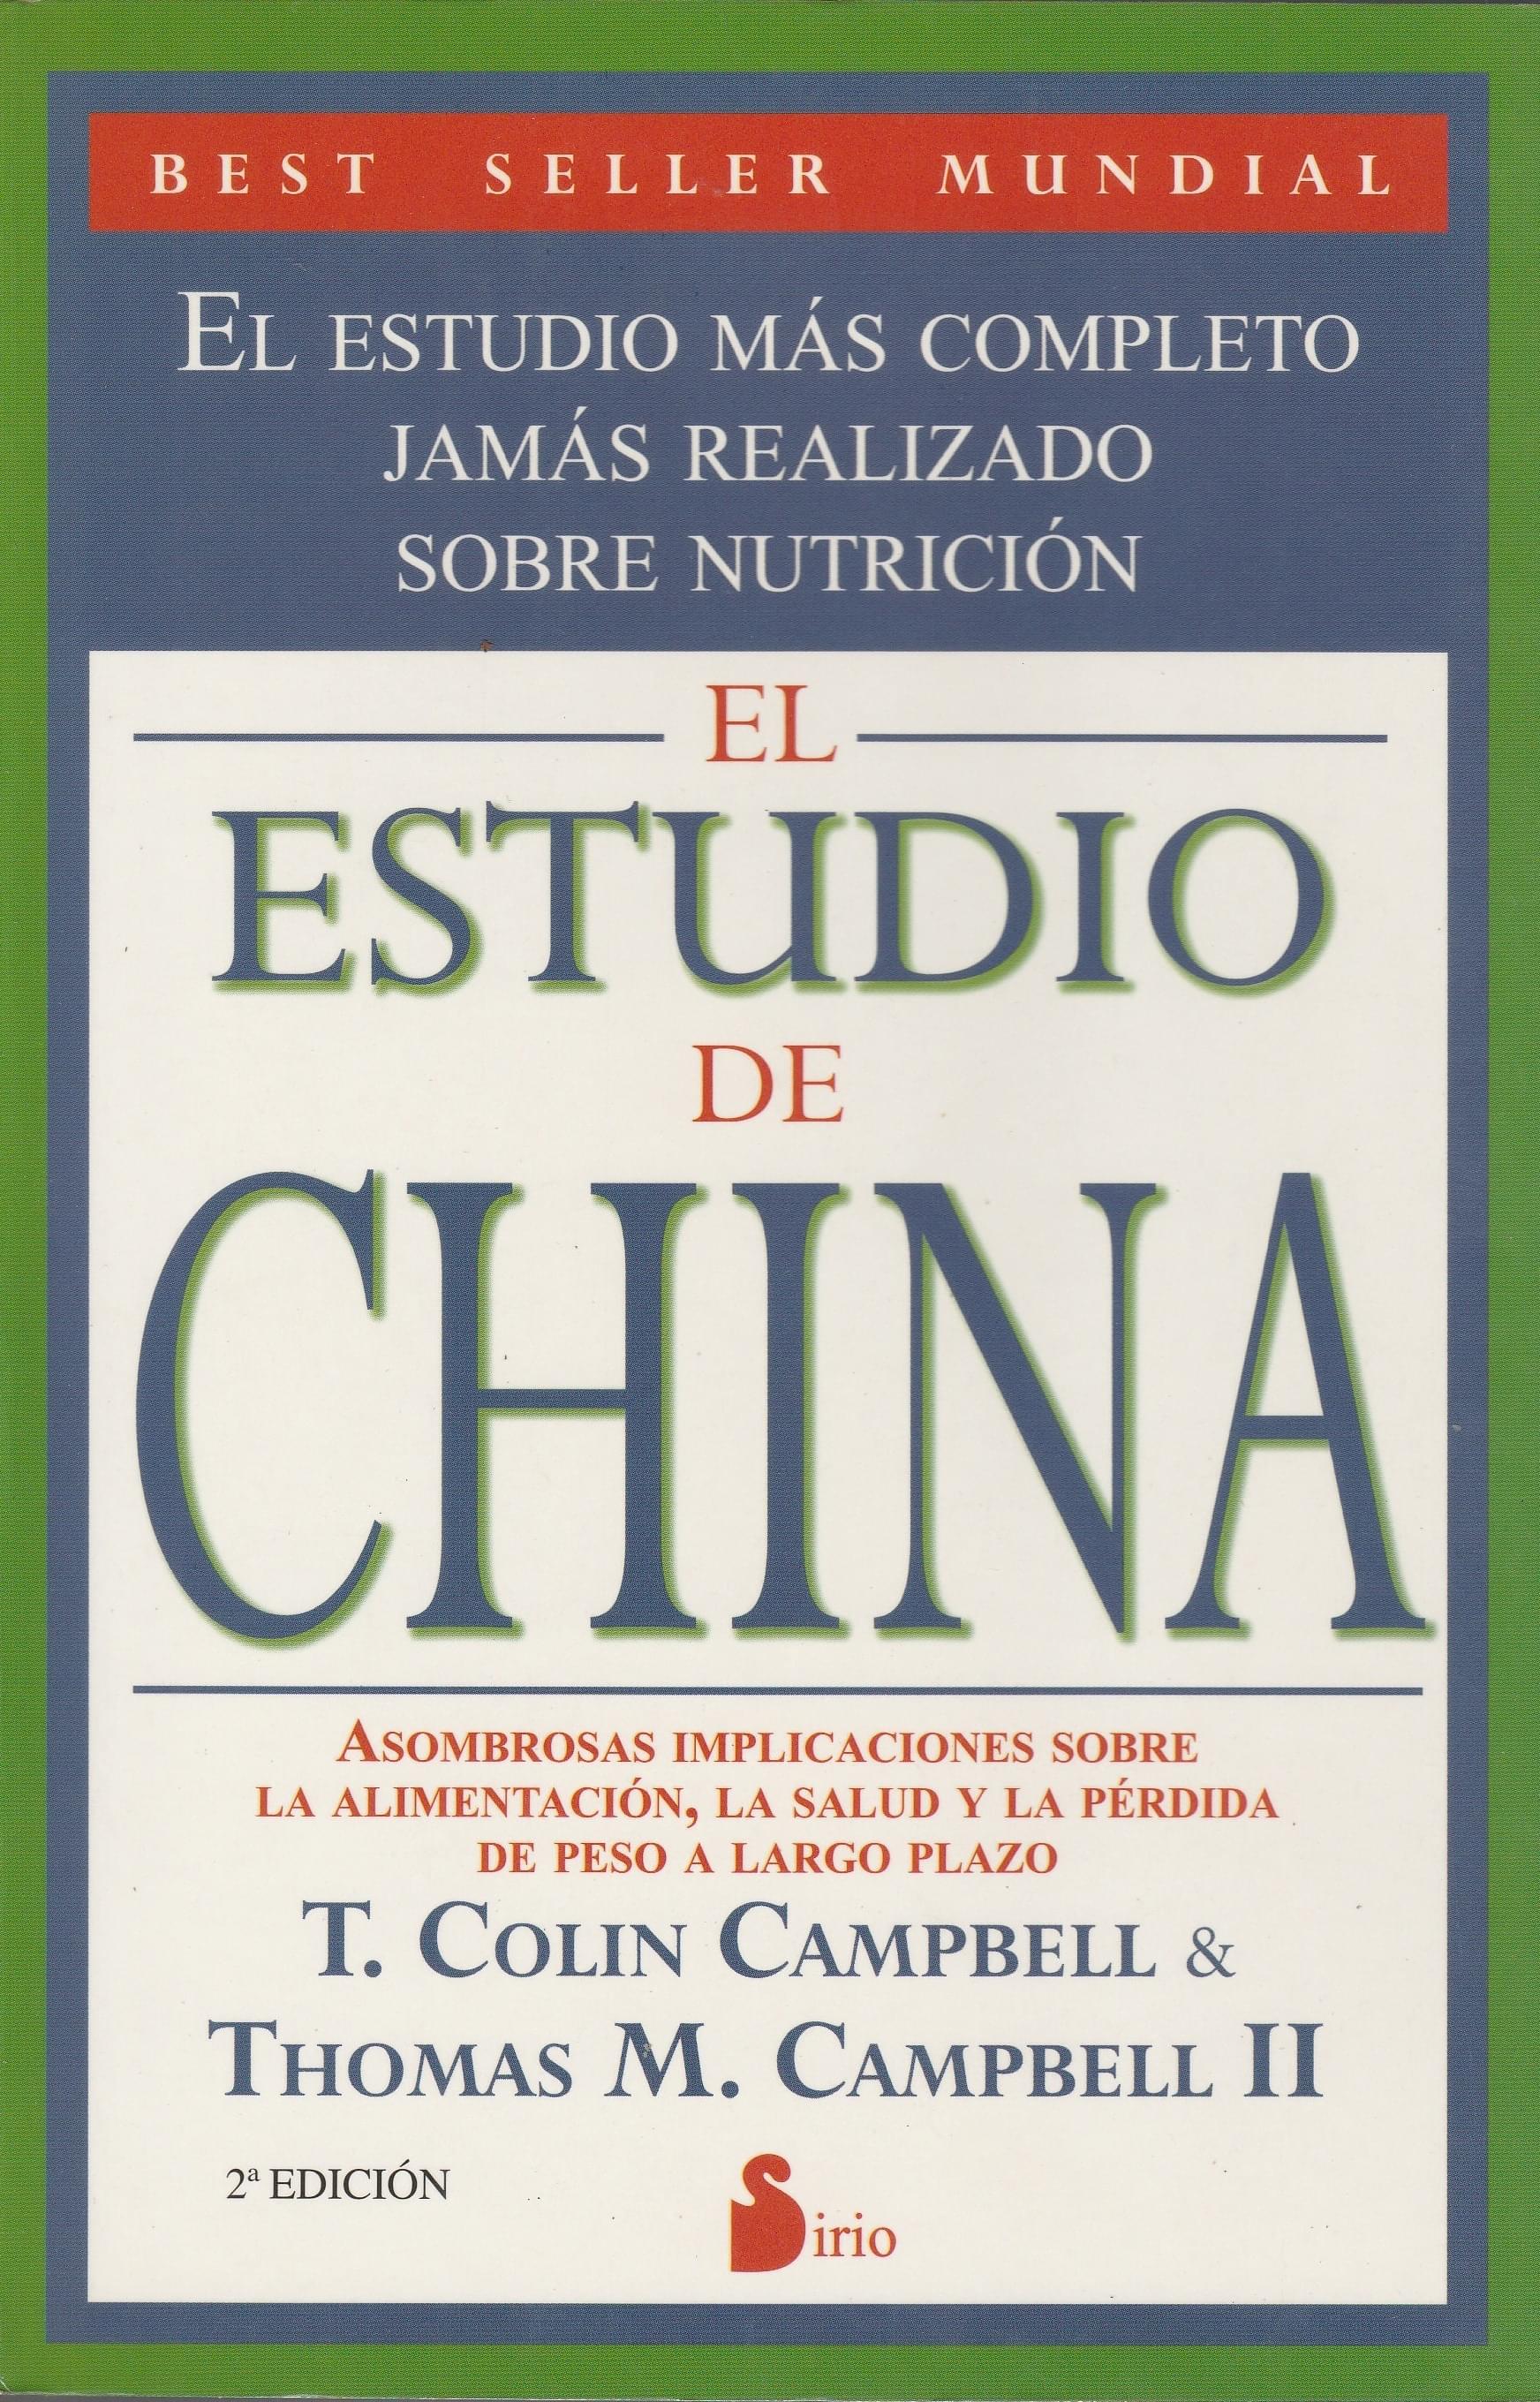 BEST SELLER MUNDIAL
EL ESTUDIO MÁS COMPLETO
JAMÁS REALIZADO
SOBRE NUTRICIÓN
EL
ESTUDIO
DE
CHINA
ASOMBROSAS IMPLICACIONES SOBRE
LA ALIMENTACIÓN, LA SALUD Y LA PÉRDIDA
DE PESO A LARGO PLAZO
T. COLIN CAMPBELL &
THOMAS M. CAMPBELL II
2ª EDICIÓN
Sirio